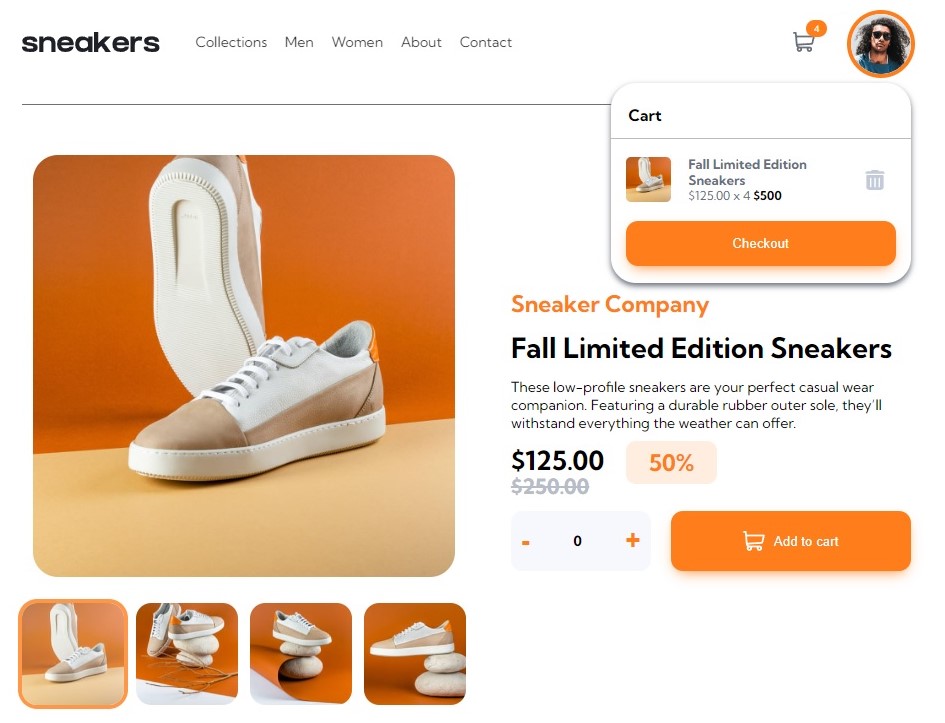 sneakers Collections Men Women About Contact 4
Cart
Fall Limited Edition
Sneakers
$125.00 x 4 $500
Checkout
Sneaker Company
Fall Limited Edition Sneakers
These low-profile sneakers are your perfect casual wear
companion. Featuring a durable rubber outer sole, they'll
withstand everything the weather can offer.
$125.00 50%
$250.00
- 0 + Add to cart